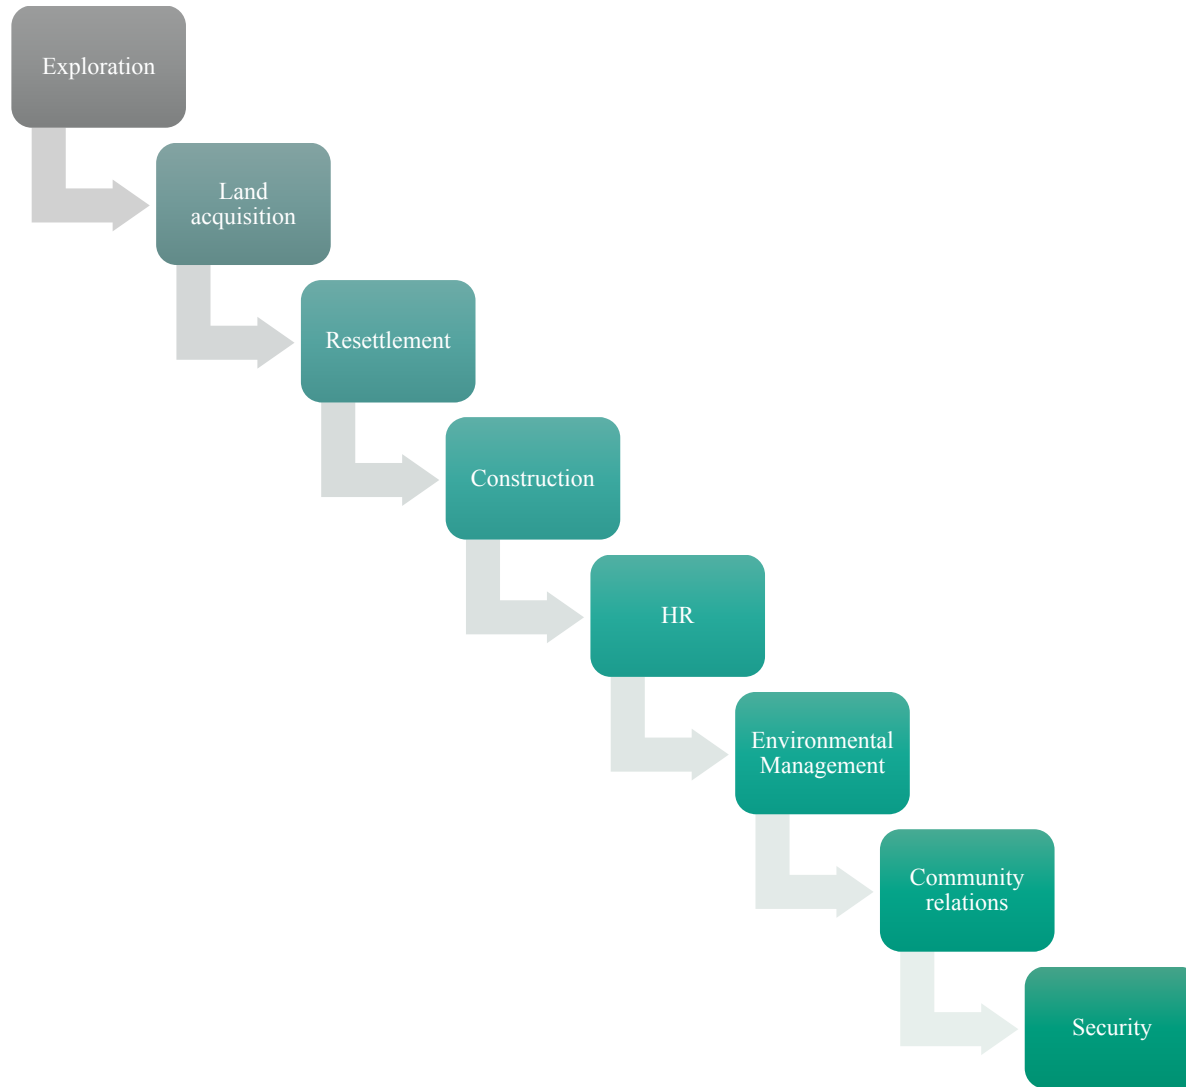 Exploration
Land
acquisition
Resettlement
Construction
HR
Environmental
Management
Community
relations
Security